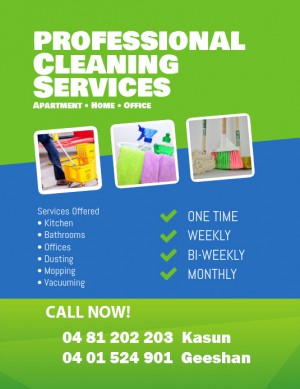 PROFESSIONAL
CLEANING
SERVICES
APARTMENT • HOME • OFFICE
Services Offered
• Kitchen
• Bathrooms
• Offices
• Dusting
• Mopping
• Vacuuming
ONE TIME
WEEKLY
BI-WEEKLY
MONTHLY
CALL NOW!
04 81 202 203 Kasun
04 01 524 901 Geeshan